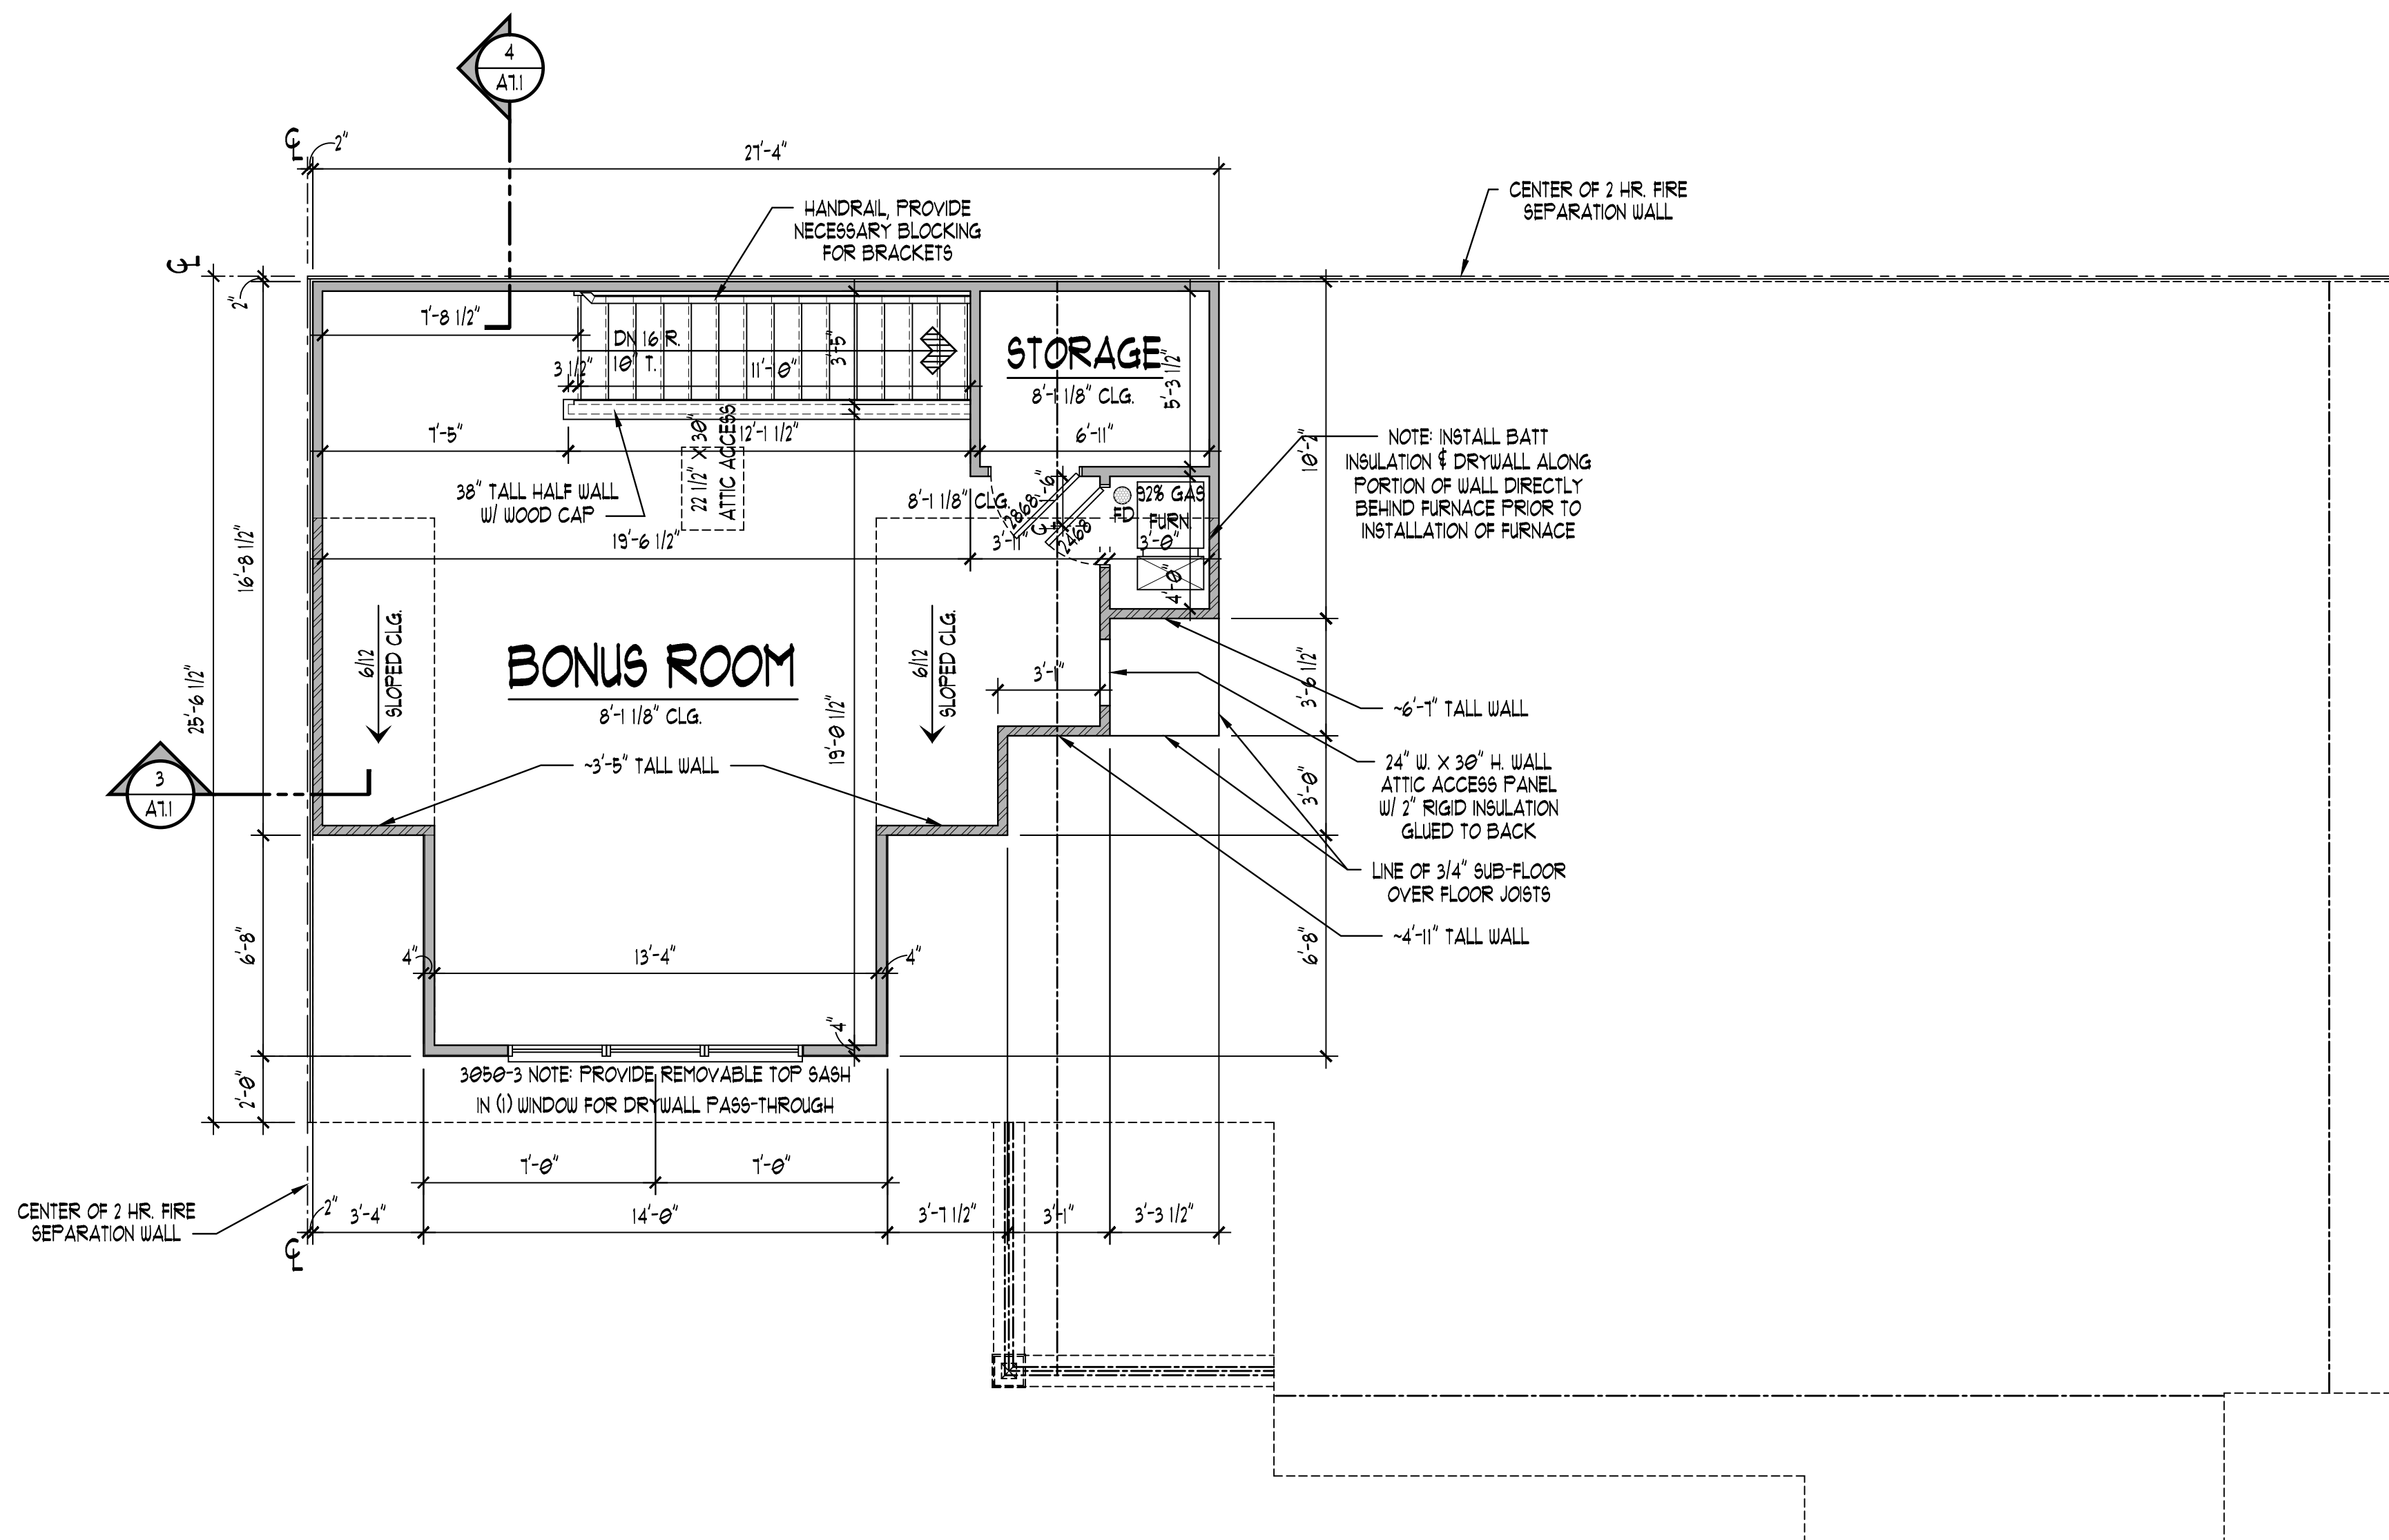 4
A7.1
℄
2"
27'-4"
CENTER OF 2 HR. FIRE
SEPARATION WALL
HANDRAIL, PROVIDE
NECESSARY BLOCKING
FOR BRACKETS
℄
2"
7'-8 1/2"
DN 16 R.
10" T.
3'-5"
3 1/2"
11'-10"
STORAGE
8'-1 1/8" CLG.
5'-3 1/2"
7'-5"
12'-1 1/2"
6'-11"
10'-2"
22 1/2" X 30"
ATTIC ACCESS
38" TALL HALF WALL
W/ WOOD CAP
NOTE: INSTALL BATT
INSULATION & DRYWALL ALONG
PORTION OF WALL DIRECTLY
BEHIND FURNACE PRIOR TO
INSTALLATION OF FURNACE
8'-1 1/8" CLG.
2868
2468
92% GAS
FURN.
FD
19'-6 1/2"
3'-11"
3'-0"
4'-0"
16'-8 1/2"
25'-6 1/2"
6/12
SLOPED CLG.
BONUS ROOM
8'-1 1/8" CLG.
6/12
SLOPED CLG.
3'-1"
3'-6 1/2"
19'-0 1/2"
~6'-7" TALL WALL
~3'-5" TALL WALL
24" W. X 30" H. WALL
ATTIC ACCESS PANEL
W/ 2" RIGID INSULATION
GLUED TO BACK
3'-0"
3
A7.1
LINE OF 3/4" SUB-FLOOR
OVER FLOOR JOISTS
~4'-11" TALL WALL
6'-8"
4"
13'-4"
4"
6'-8"
4"
3050-3 NOTE: PROVIDE REMOVABLE TOP SASH
IN (1) WINDOW FOR DRYWALL PASS-THROUGH
2'-0"
7'-0"
7'-0"
CENTER OF 2 HR. FIRE
SEPARATION WALL
2"
3'-4"
14'-0"
3'-7 1/2"
3'-1"
3'-3 1/2"
℄